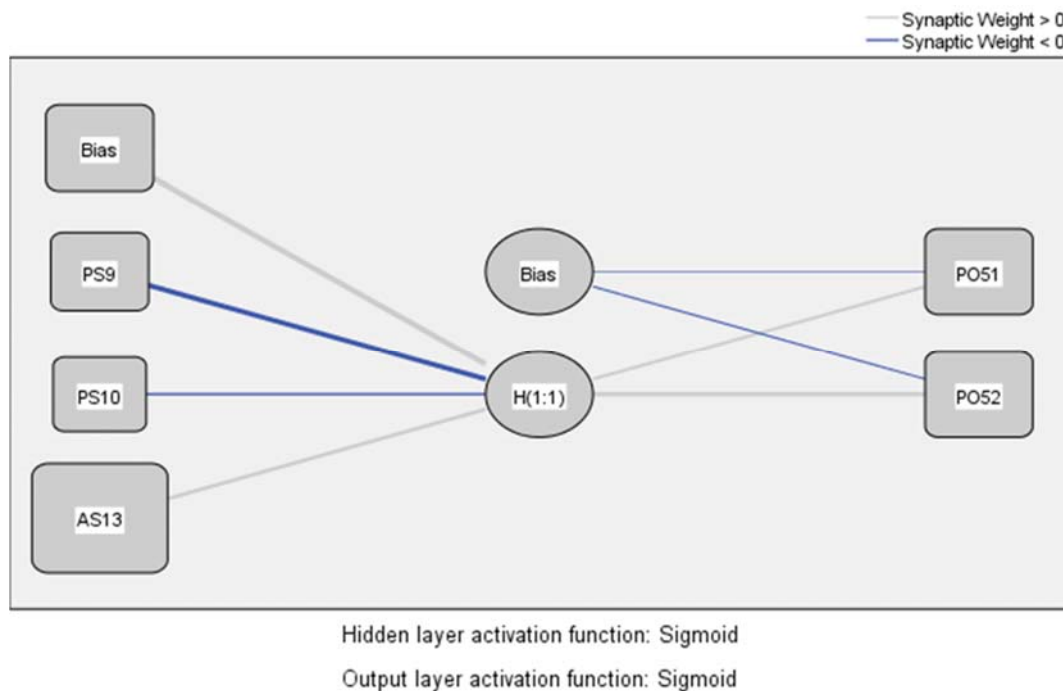 Synaptic Weight > 0
Synaptic Weight < 0
Bias
PS9
PS10
AS13
Bias
H(1:1)
PO51
PO52
Hidden layer activation function: Sigmoid
Output layer activation function: Sigmoid